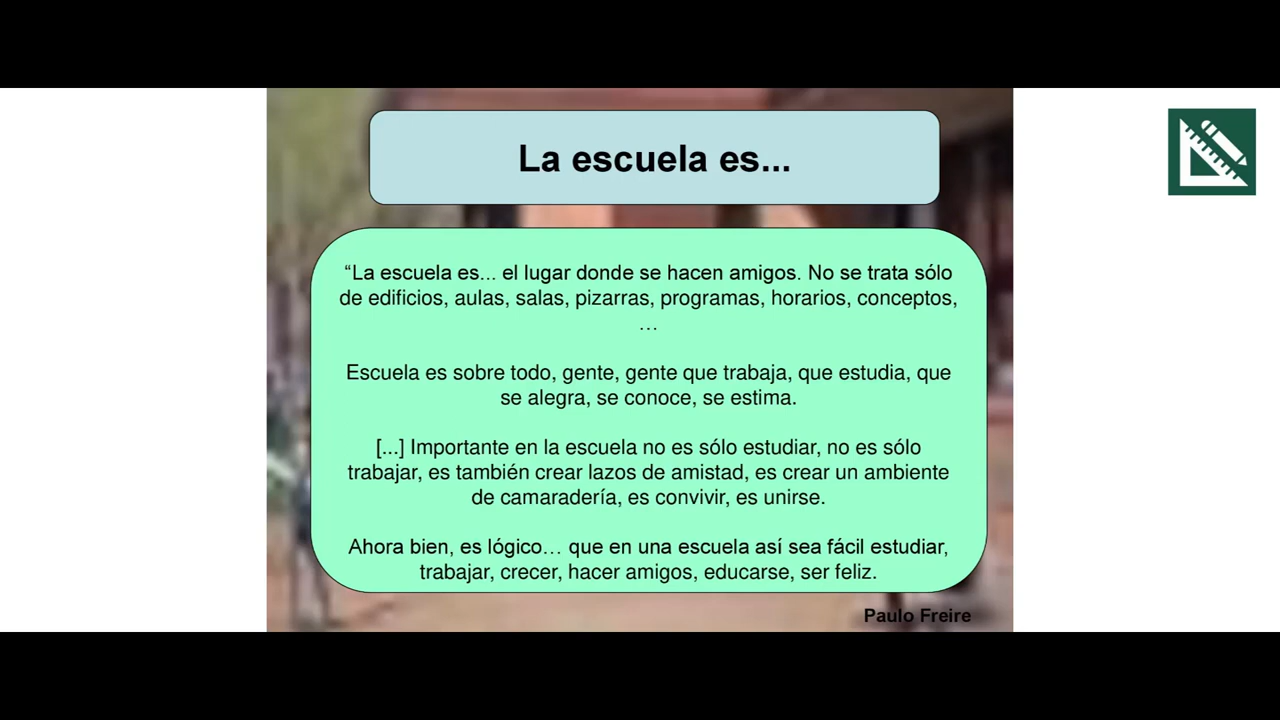 La escuela es...
“La escuela es... el lugar donde se hacen amigos. No se trata sólo
de edificios, aulas, salas, pizarras, programas, horarios, conceptos,
…
Escuela es sobre todo, gente, gente que trabaja, que estudia, que
se alegra, se conoce, se estima.
[...] Importante en la escuela no es sólo estudiar, no es sólo
trabajar, es también crear lazos de amistad, es crear un ambiente
de camaradería, es convivir, es unirse.
Ahora bien, es lógico… que en una escuela así sea fácil estudiar,
trabajar, crecer, hacer amigos, educarse, ser feliz.
Paulo Freire